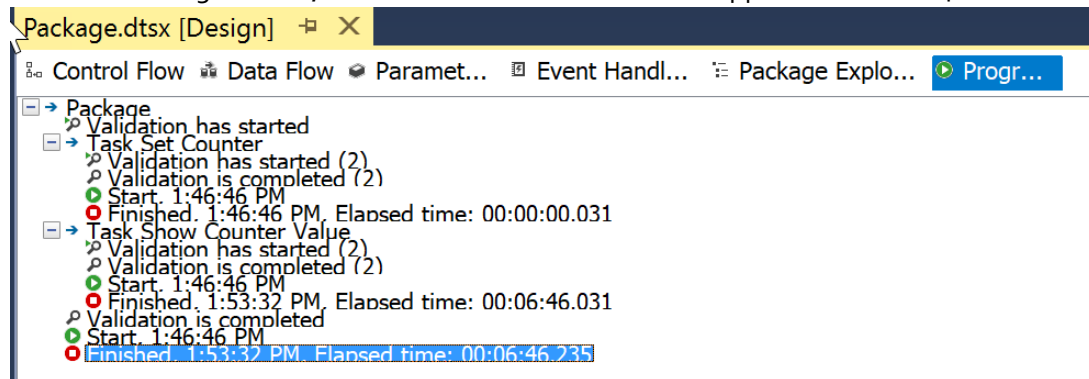 Package.dtsx [Design]
Control Flow Data Flow Paramet... Event Handl... Package Explo... Progr...
Package
Validation has started
Task Set Counter
Validation has started (2)
Validation is completed (2)
Start, 1:46:46 PM
Finished, 1:46:46 PM, Elapsed time: 00:00:00.031
Task Show Counter Value
Validation has started (2)
Validation is completed (2)
Start, 1:46:46 PM
Finished, 1:53:32 PM, Elapsed time: 00:06:46.031
Validation is completed
Start, 1:46:46 PM
Finished, 1:53:32 PM, Elapsed time: 00:06:46.235